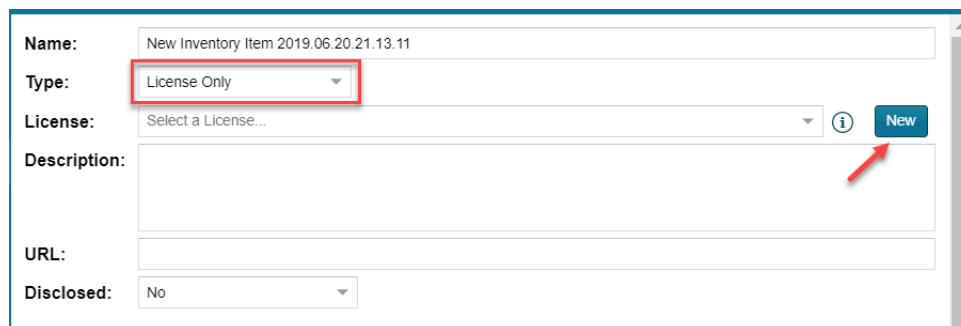 Name: New Inventory Item 2019.06.20.21.13.11
Type: License Only
License: Select a License... i New
Description:
URL:
Disclosed: No